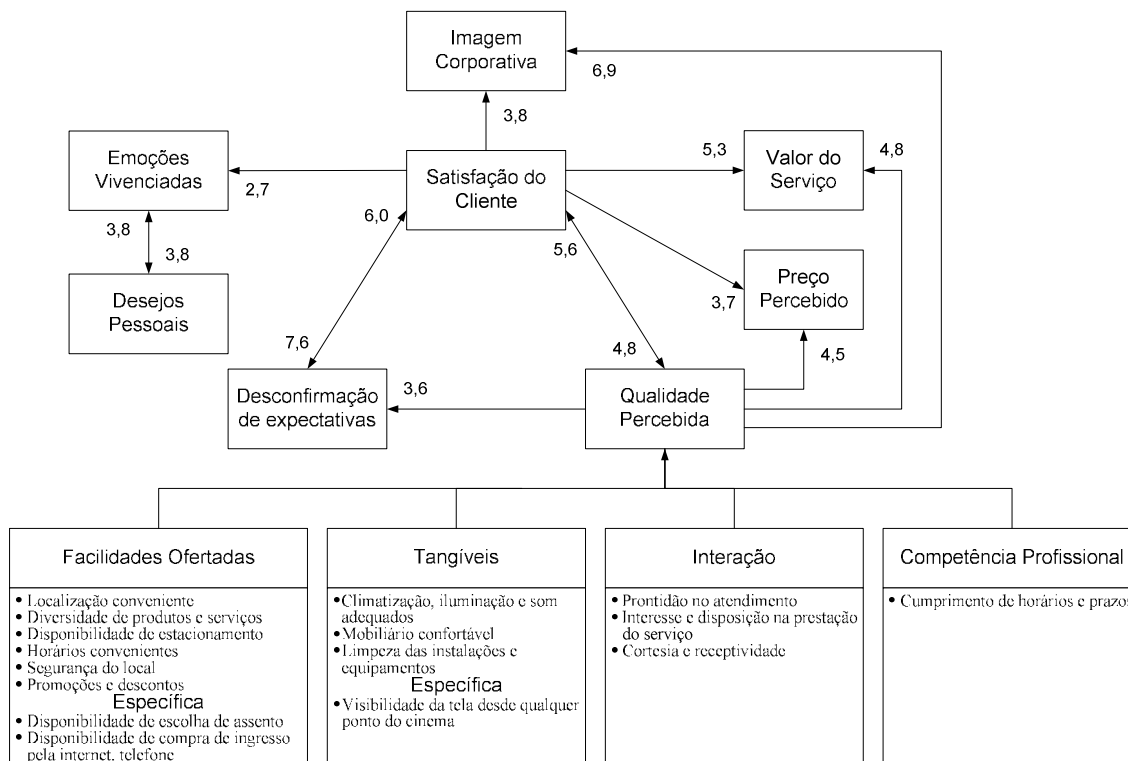 Imagem
Corporativa
6,9
3,8
Emoções
Vivenciadas
2,7
Satisfação do
Cliente
5,3
Valor do
Serviço
4,8
3,8
3,8
6,0
5,6
Desejos
Pessoais
Preço
Percebido
3,7
7,6
4,8
4,5
Desconfirmação
de expectativas
3,6
Qualidade
Percebida
Facilidades Ofertadas
• Localização conveniente
• Diversidade de produtos e serviços
• Disponibilidade de estacionamento
• Horários convenientes
• Segurança do local
• Promoções e descontos
Específica
• Disponibilidade de escolha de assento
• Disponibilidade de compra de ingresso
pela internet, telefone
Tangíveis
• Climatização, iluminação e som
adequados
• Mobiliário confortável
• Limpeza das instalações e
equipamentos
Específica
• Visibilidade da tela desde qualquer
ponto do cinema
Interação
• Prontidão no atendimento
• Interesse e disposição na prestação
do serviço
• Cortesia e receptividade
Competência Profissional
• Cumprimento de horários e prazos